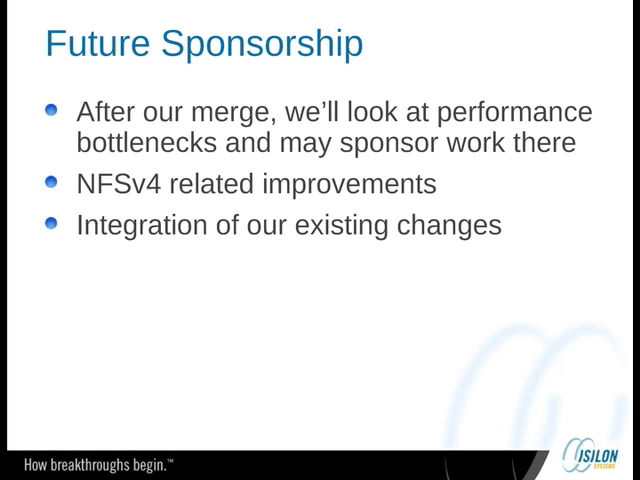 Future Sponsorship
After our merge, we’ll look at performance
bottlenecks and may sponsor work there
NFSv4 related improvements
Integration of our existing changes
How breakthroughs begin.™
ISILON
SYSTEMS